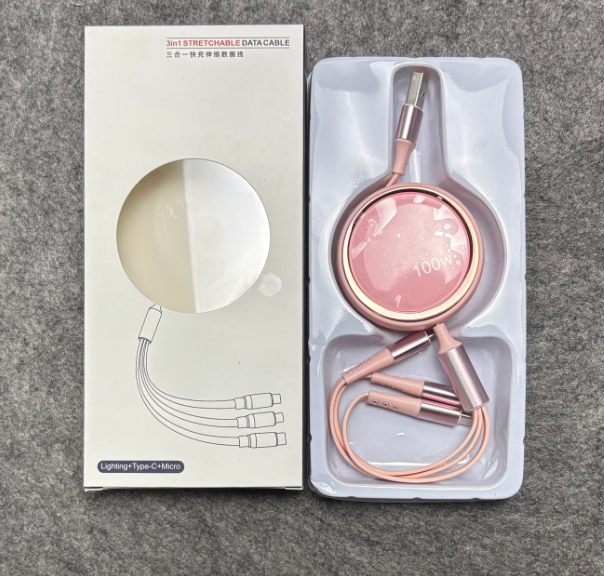 3in1 STRETCHABLE DATA CABLE
三合一快充伸缩数据线
100w
Lighting+Type-C+Micro